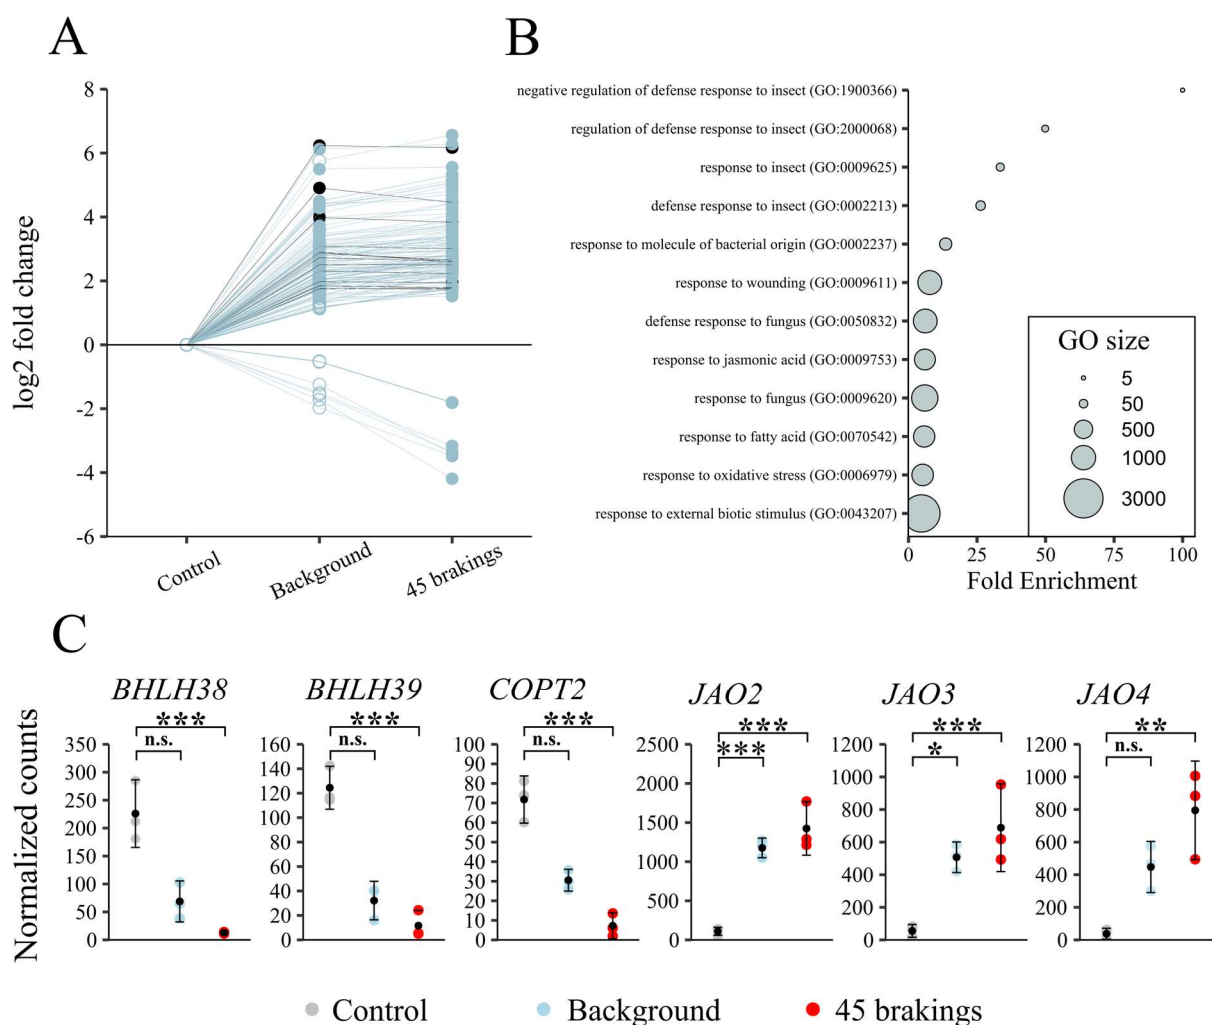 A
log2 fold change
8
6
4
2
0
-2
-4
-6
Control
Background
45 brakings
B
negative regulation of defense response to insect (GO:1900366)
regulation of defense response to insect (GO:2000068)
response to insect (GO:0009625)
defense response to insect (GO:0002213)
response to molecule of bacterial origin (GO:0002237)
response to wounding (GO:0009611)
defense response to fungus (GO:0050832)
response to jasmonic acid (GO:0009753)
response to fungus (GO:0009620)
response to fatty acid (GO:0070542)
response to oxidative stress (GO:0006979)
response to external biotic stimulus (GO:0043207)
GO size
5
50
500
1000
3000
0 25 50 75 100
Fold Enrichment
C
Normalized counts
BHLH38
***
n.s.
350
300
250
200
150
100
50
0
BHLH39
***
n.s.
160
140
120
100
80
60
40
20
0
COPT2
***
n.s.
100
90
80
70
60
50
40
30
20
10
0
JAO2
***
***
2500
2000
1500
1000
500
0
JAO3
***
*
1200
1000
800
600
400
200
0
JAO4
**
n.s.
1200
1000
800
600
400
200
0
Control Background 45 brakings